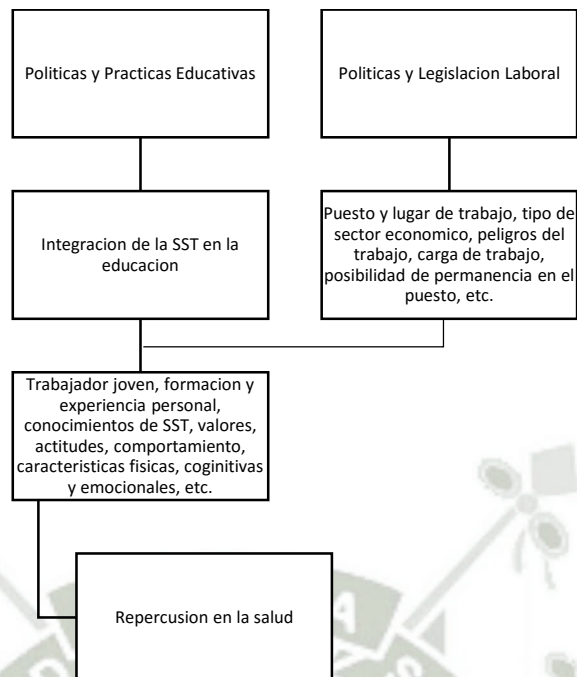 Politicas y Practicas Educativas
Politicas y Legislacion Laboral
Integracion de la SST en la
educacion
Puesto y lugar de trabajo, tipo de
sector economico, peligros del
trabajo, carga de trabajo,
posibilidad de permanencia en el
puesto, etc.
Trabajador joven, formacion y
experiencia personal,
conocimientos de SST, valores,
actitudes, comportamiento,
caracteristicas fisicas, coginitivas
y emocionales, etc.
Repercusion en la salud